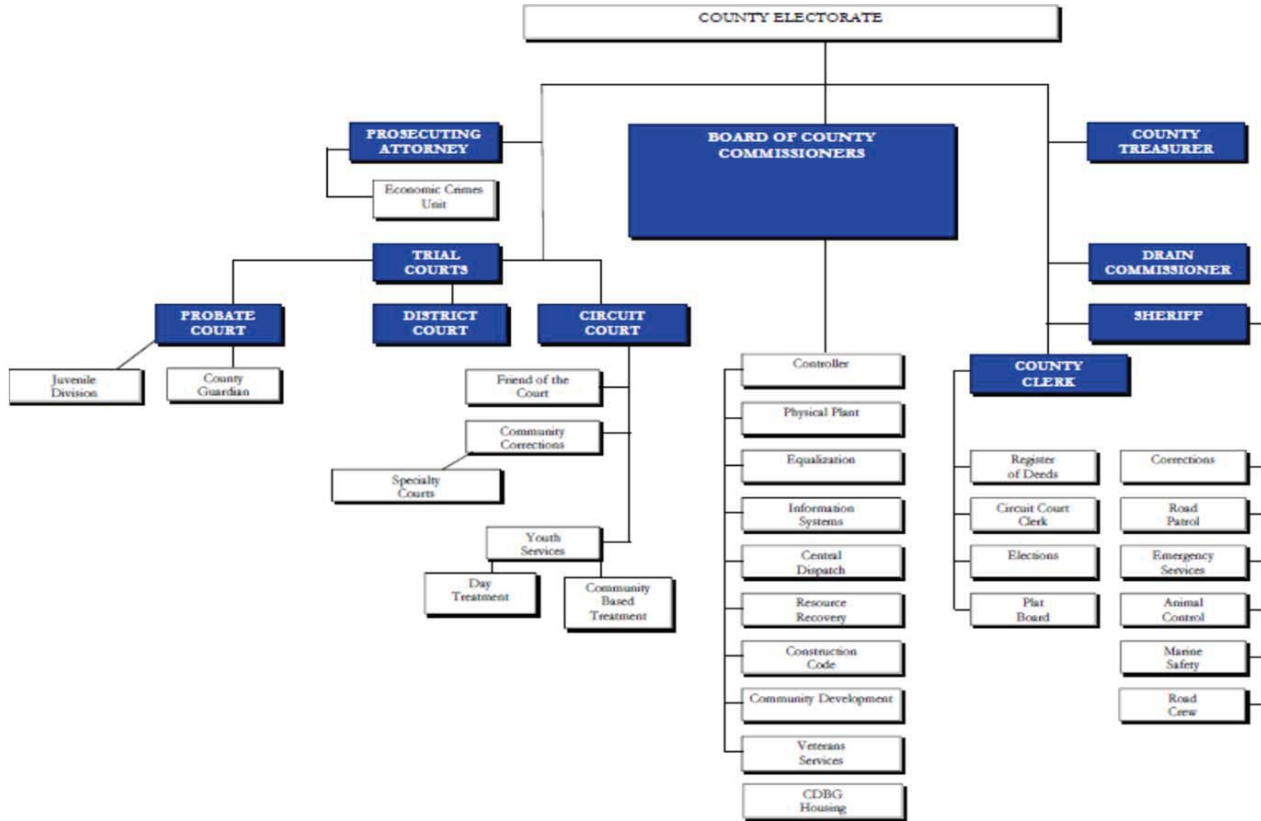 COUNTY ELECTORATE
PROSECUTING
ATTORNEY
Economic Crimes
Unit
BOARD OF COUNTY
COMMISSIONERS
COUNTY
TREASURER
TRIAL
COURTS
DRAIN
COMMISSIONER
PROBATE
COURT
DISTRICT
COURT
CIRCUIT
COURT
SHERIFF
Juvenile
Division
County
Guardian
Friend of the
Court
Community
Corrections
Specialty
Courts
Youth
Services
Day
Treatment
Community
Based
Treatment
Controller
Physical Plant
Equalization
Information
Systems
Central
Dispatch
Resource
Recovery
Construction
Code
Community Development
Veterans
Services
CDBG
Housing
COUNTY
CLERK
Register
of Deeds
Circuit Court
Clerk
Elections
Plat
Board
Corrections
Road
Patrol
Emergency
Services
Animal
Control
Marine
Safety
Road
Crew